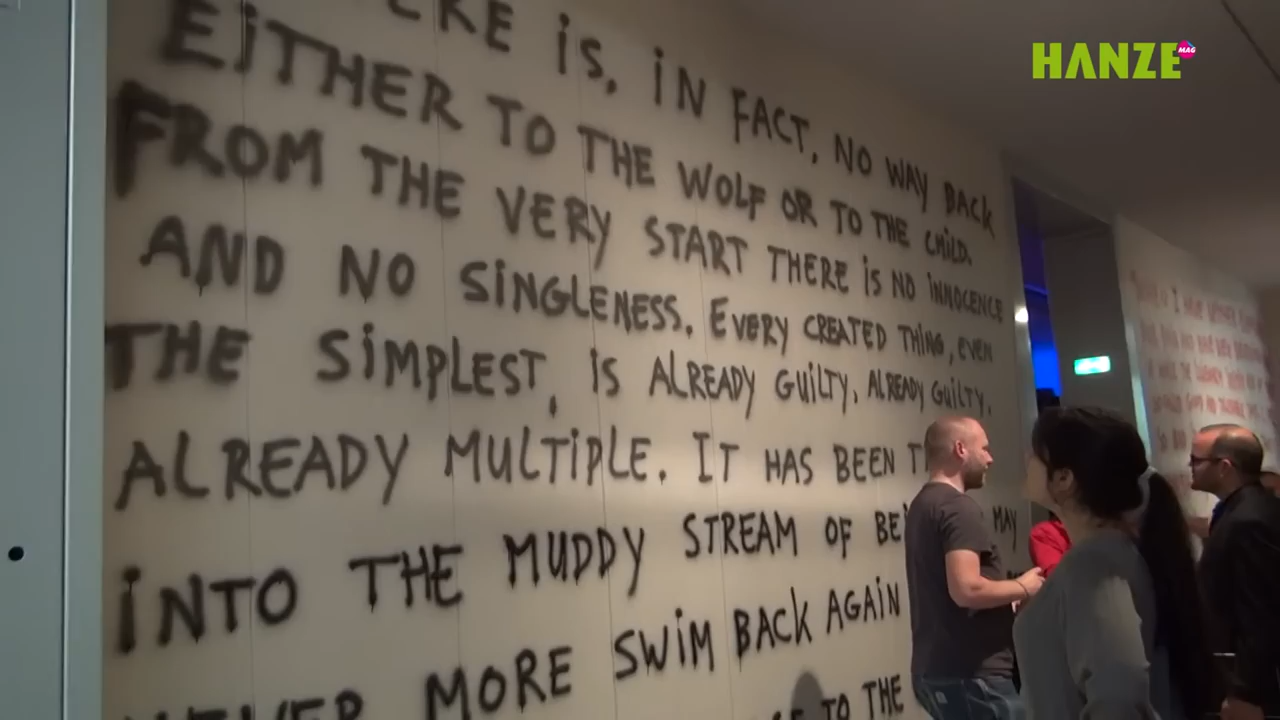 HANZE MAG
THERE iS, iN FACT, NO WAY BACK
EiTHER TO THE WOLF OR TO THE CHiLD.
FROM THE VERY START THERE iS NO iNNOCENCE
AND NO SiNGLENESS. EVERY CREATED THiNG, EVEN
THE SiMPLEST, iS ALREADY GUiLTY, ALREADY GUiLTY,
ALREADY MULTiPLE. IT HAS BEEN
iNTO THE MUDDY STREAM OF MAY
MORE SWiM BACK AGAiN
TO THE